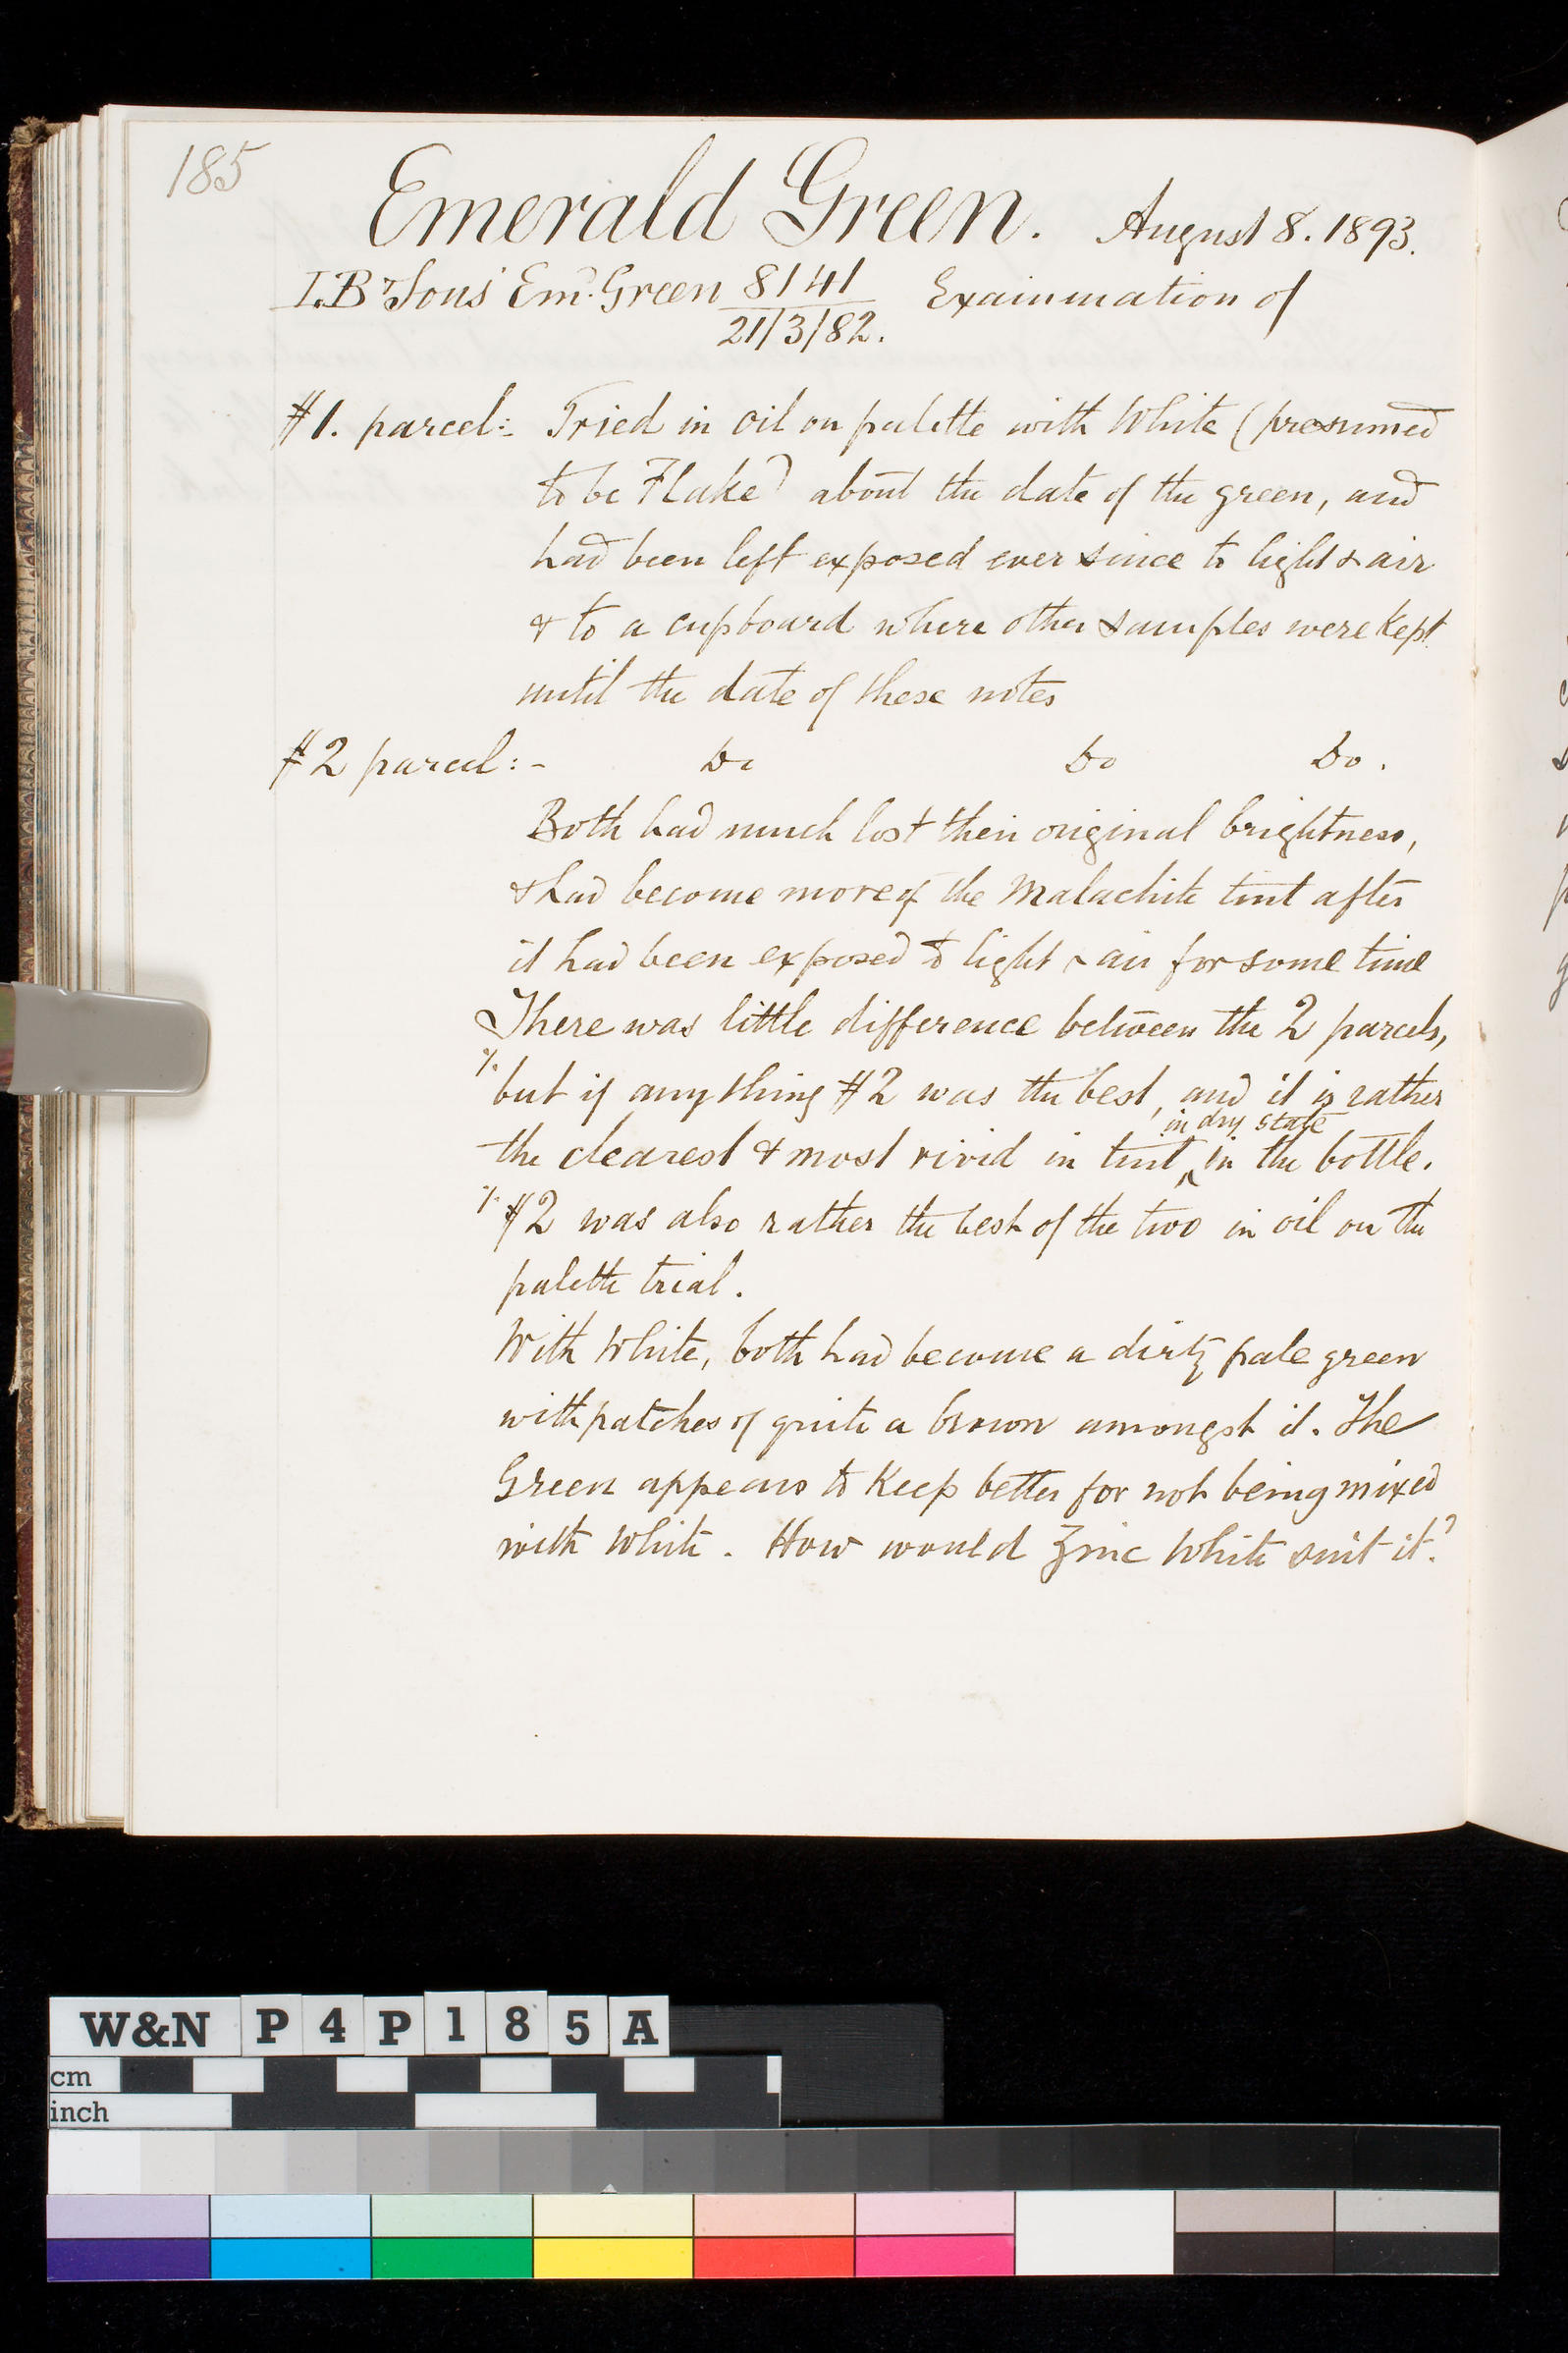 185
Emerald Green. August 8. 1893.
I.B & Sons' Emd. Green 8141 Examination of
21/3/82.
#1. parcel:- Tried in oil on palette with White (presumed
to be Flake) about the date of the green, and
had been left exposed ever since to light & air
& to a cupboard where other samples were kept
until the date of these notes
#2 parcel:- Do Do Do.
Both had much lost their original brightness,
& had become more of the Malachite tint after
it had been exposed to light & air for some time
There was little difference between the 2 parcels,
%. but if anything #2 was the best, and it is rather
in dry state
the clearest & most vivid in tint ‸ in the bottle.
%. #2 was also rather the best of the two in oil on the
palette trial.
With White, both had become a dirty pale green
with patches of quite a brown amongst it. The
Green appears to Keep better for not being mixed
with White. How would Zinc White suit it?
W&N P4P185A
cm
inch